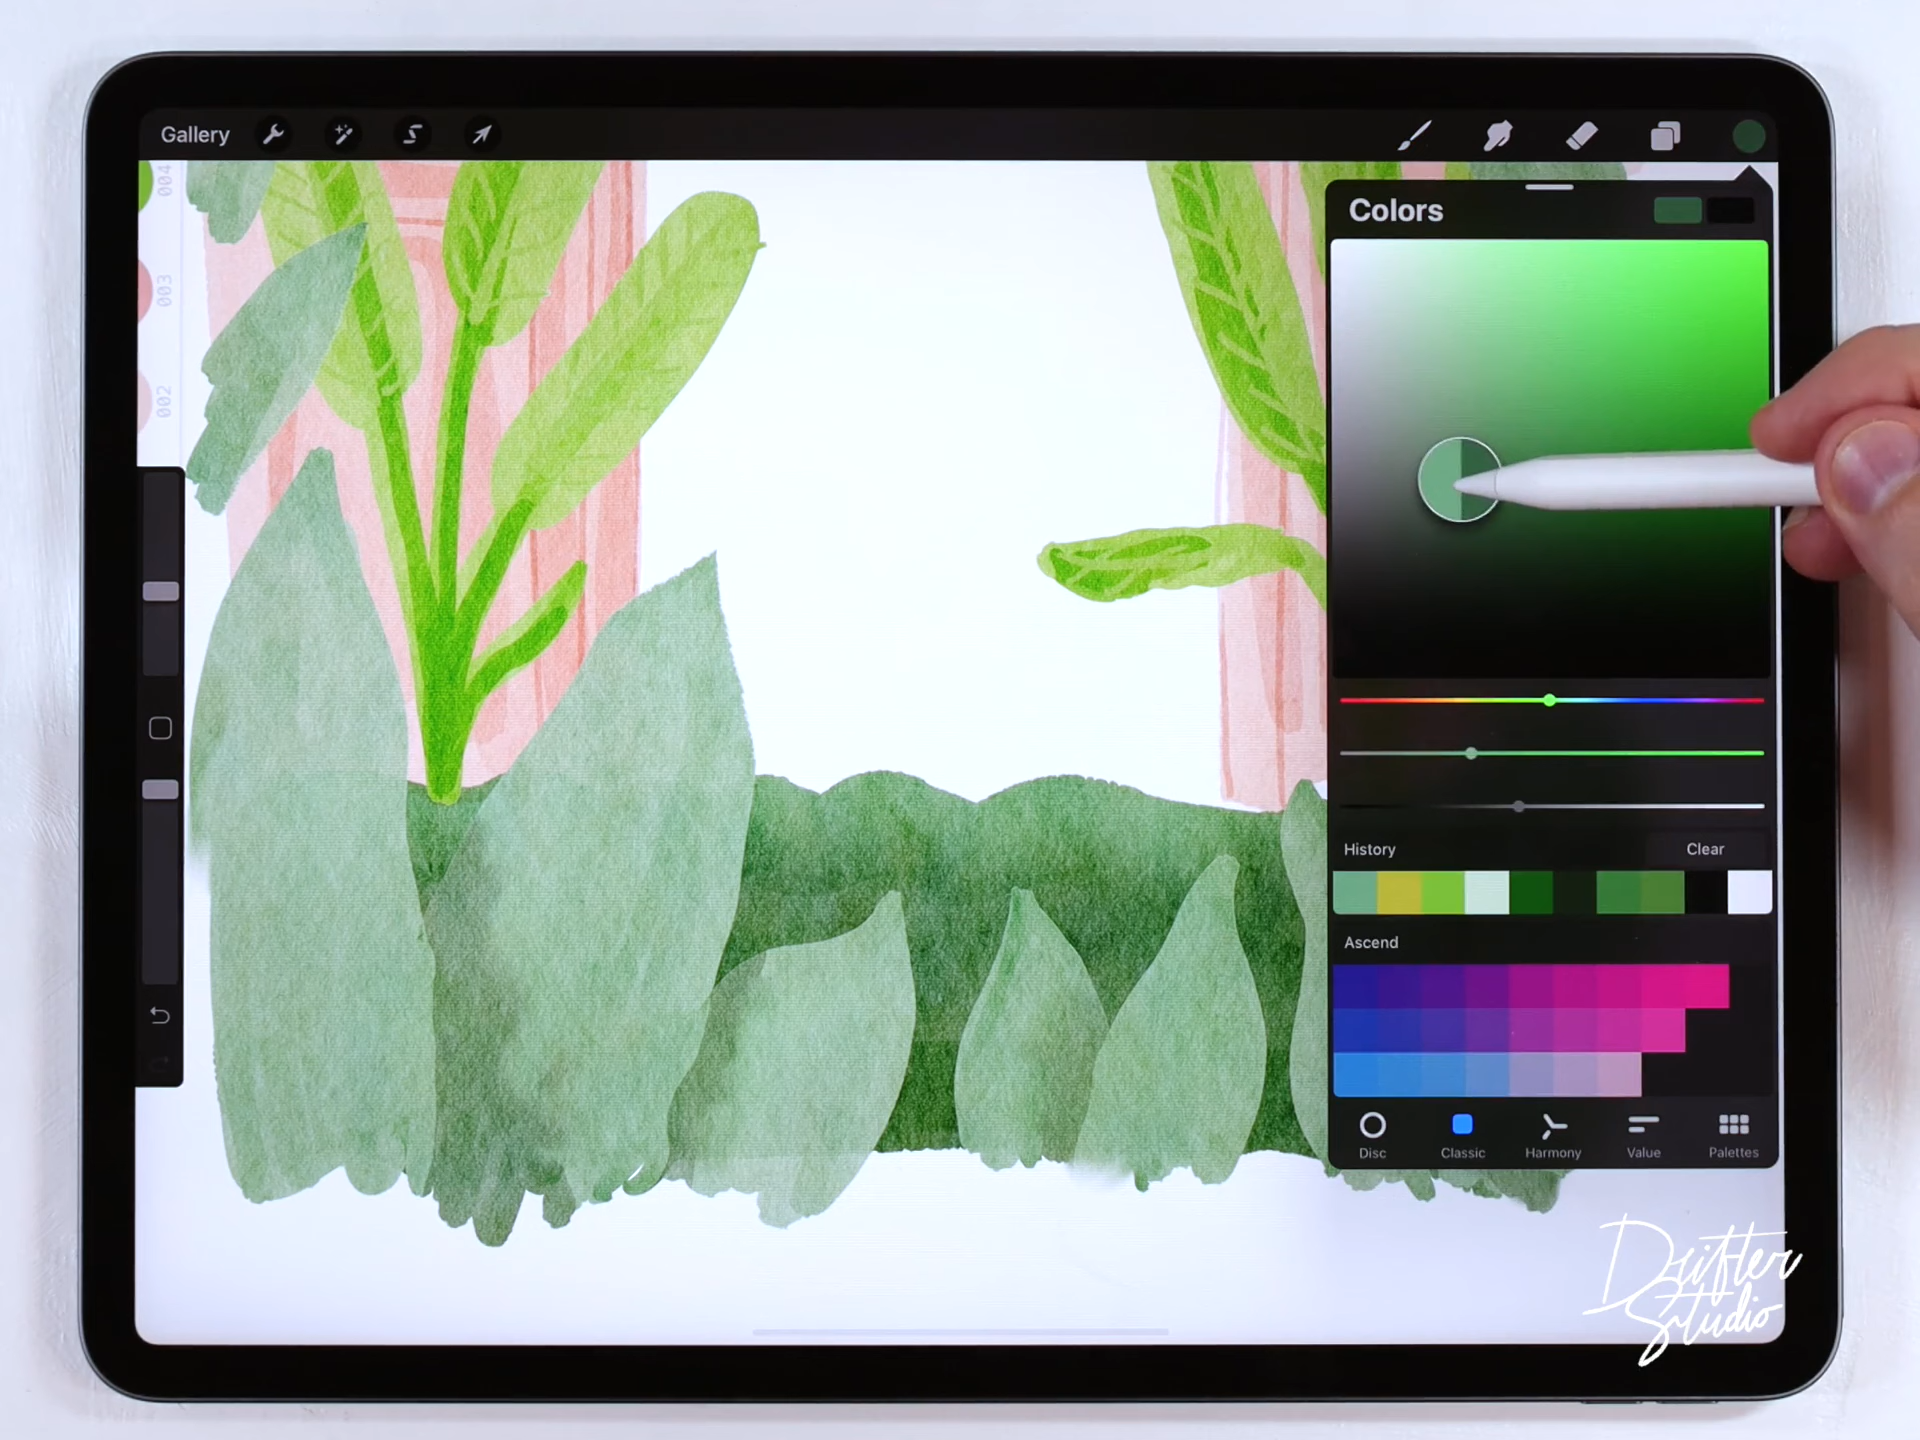 Gallery
004
003
002
Colors
History
Clear
Ascend
Disc
Classic
Harmony
Value
Palettes
Drifter
Studio